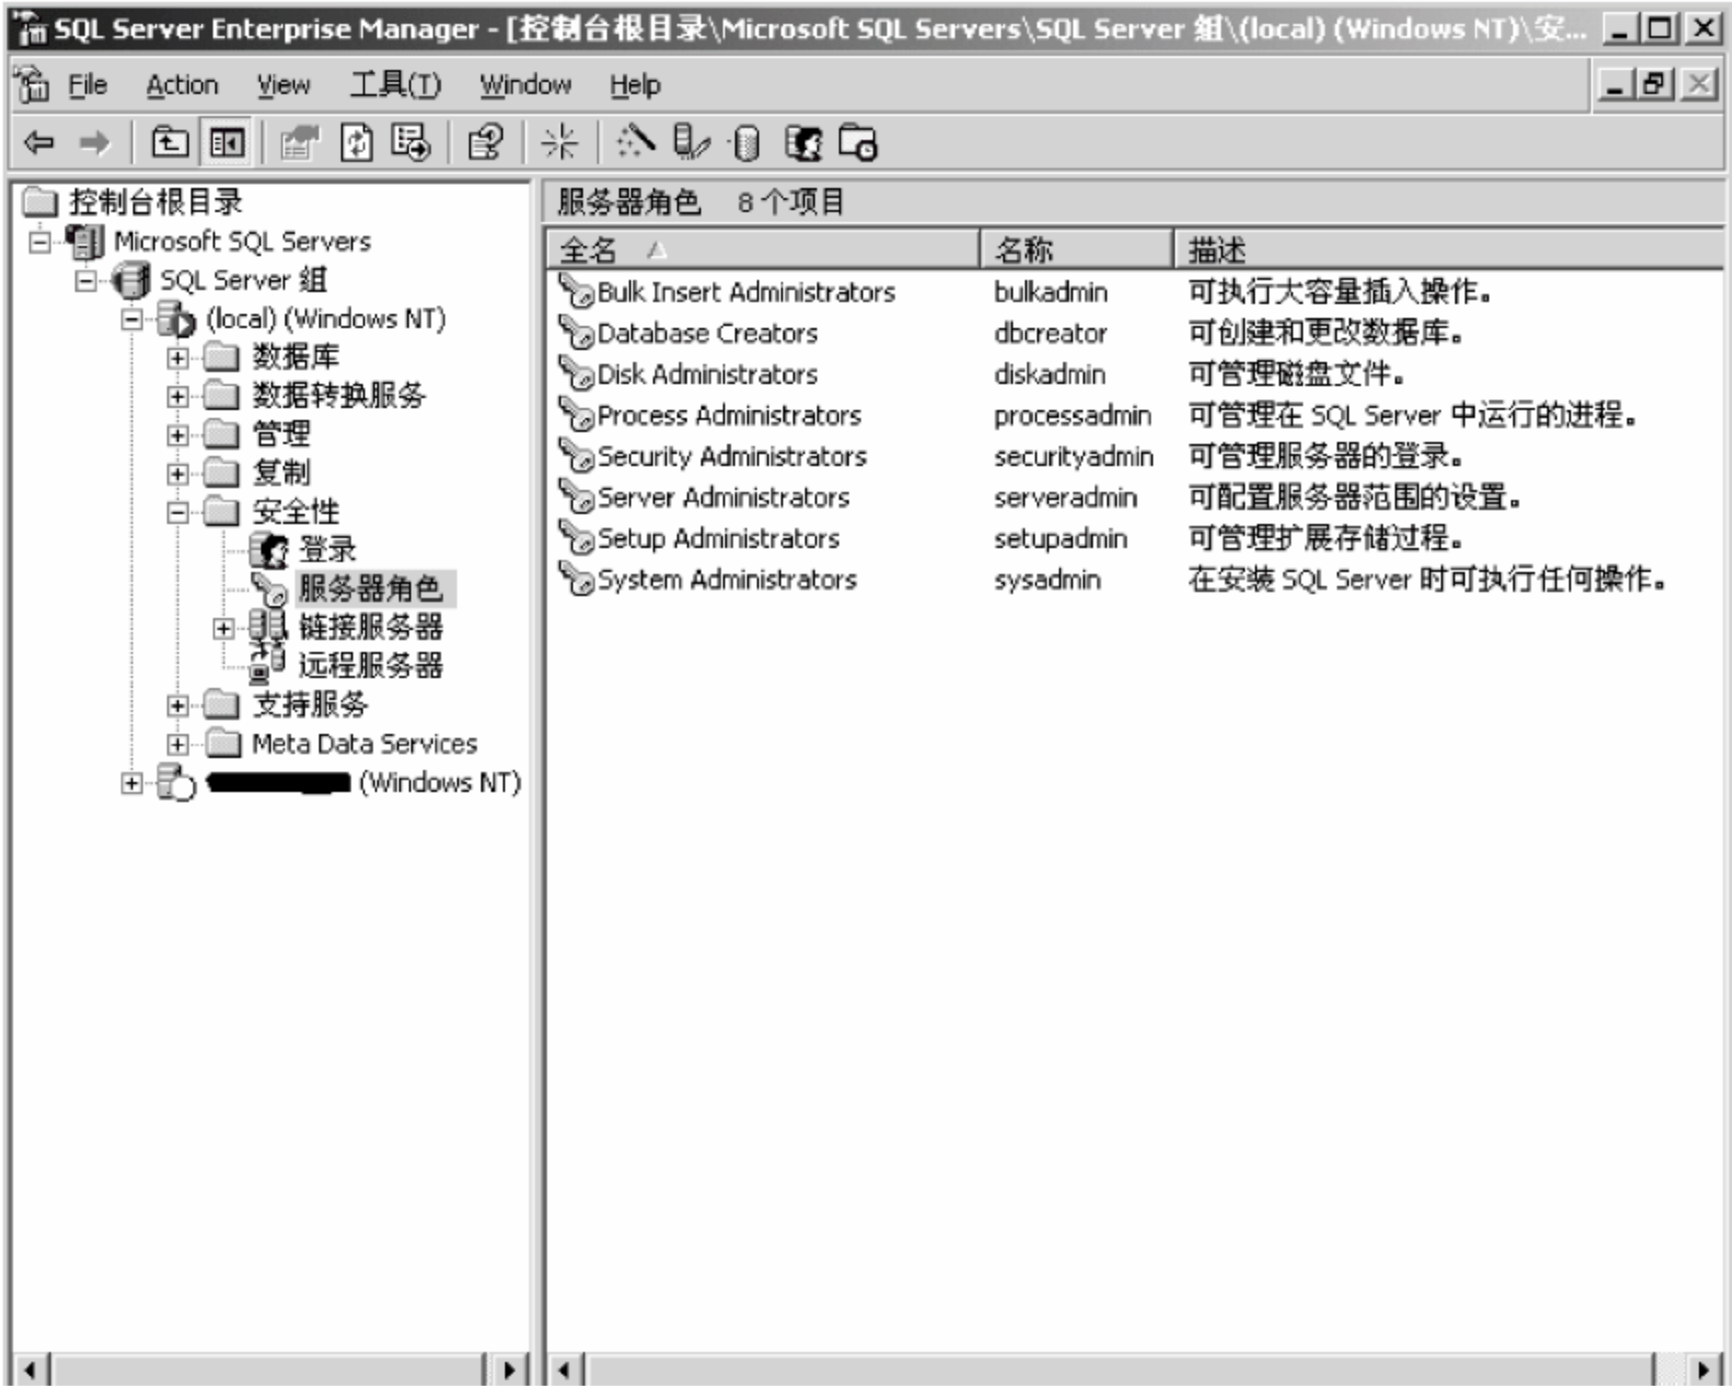 SQL Server Enterprise Manager - [控制台根目录\Microsoft SQL Servers\SQL Server 组\(local) (Windows NT)\安...
File Action View 工具(T) Window Help
控制台根目录
Microsoft SQL Servers
SQL Server 组
(local) (Windows NT)
数据库
数据转换服务
管理
复制
安全性
登录
服务器角色
链接服务器
远程服务器
支持服务
Meta Data Services
(Windows NT)
服务器角色 8 个项目
全名 名称 描述
Bulk Insert Administrators bulkadmin 可执行大容量插入操作。
Database Creators dbcreator 可创建和更改数据库。
Disk Administrators diskadmin 可管理磁盘文件。
Process Administrators processadmin 可管理在 SQL Server 中运行的进程。
Security Administrators securityadmin 可管理服务器的登录。
Server Administrators serveradmin 可配置服务器范围的设置。
Setup Administrators setupadmin 可管理扩展存储过程。
System Administrators sysadmin 在安装 SQL Server 时可执行任何操作。